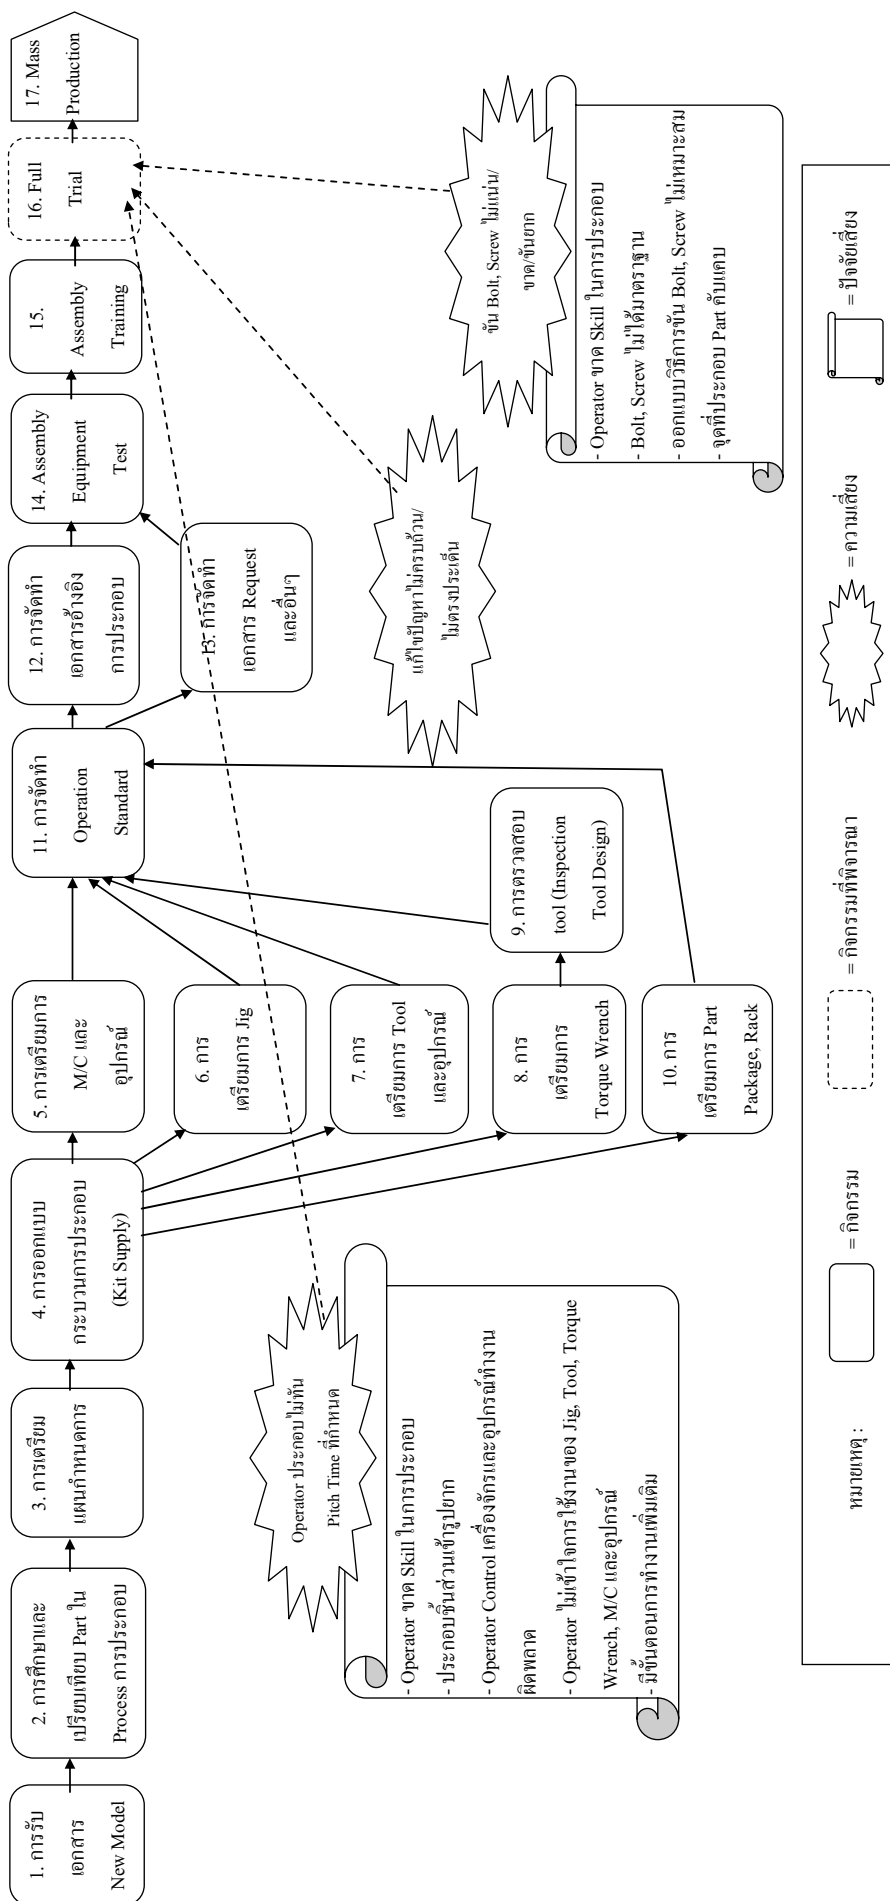 1. การรับ
เอกสาร
New Model
2. การศึกษาและ
เปรียบเทียบ Part ใน
Process การประกอบ
3. การเตรียม
แผนกำหนดการ
4. การออกแบบ
กระบวนการประกอบ
(Kit Supply)
5. การเตรียมการ
M/C และ
อุปกรณ์
6. การ
เตรียมการ Jig
7. การ
เตรียมการ Tool
และอุปกรณ์
8. การ
เตรียมการ
Torque Wrench
9. การตรวจสอบ
tool (Inspection
Tool Design)
10. การ
เตรียมการ Part
Package, Rack
11. การจัดทำ
Operation
Standard
12. การจัดทำ
เอกสารอ้างอิง
การประกอบ
13. การจัดทำ
เอกสาร Request
และอื่นๆ
14. Assembly
Equipment
Test
15.
Assembly
Training
16. Full
Trial
17. Mass
Production
Operator ประกอบไม่ทัน
Pitch Time ที่กำหนด
- Operator ขาด Skill ในการประกอบ
- ประกอบชิ้นส่วนเข้ารูปยาก
- Operator Control เครื่องจักรและอุปกรณ์ทำงาน
ผิดพลาด
- Operator ไม่เข้าใจการใช้งานของ Jig, Tool, Torque
Wrench, M/C และอุปกรณ์
- มีขั้นตอนการทำงานเพิ่มเติม
แก้ไขปัญหาไม่ครบถ้วน/
ไม่ตรงประเด็น
ขัน Bolt, Screw ไม่แน่น/
ขาด/ขันยาก
- Operator ขาด Skill ในการประกอบ
- Bolt, Screw ไม่ได้มาตราฐาน
- ออกแบบวิธีการขัน Bolt, Screw ไม่เหมาะสม
- จุดที่ประกอบ Part คับแคบ
หมายเหตุ :
= กิจกรรม
= กิจกรรมที่พิจารณา
= ความเสี่ยง
= ปัจจัยเสี่ยง